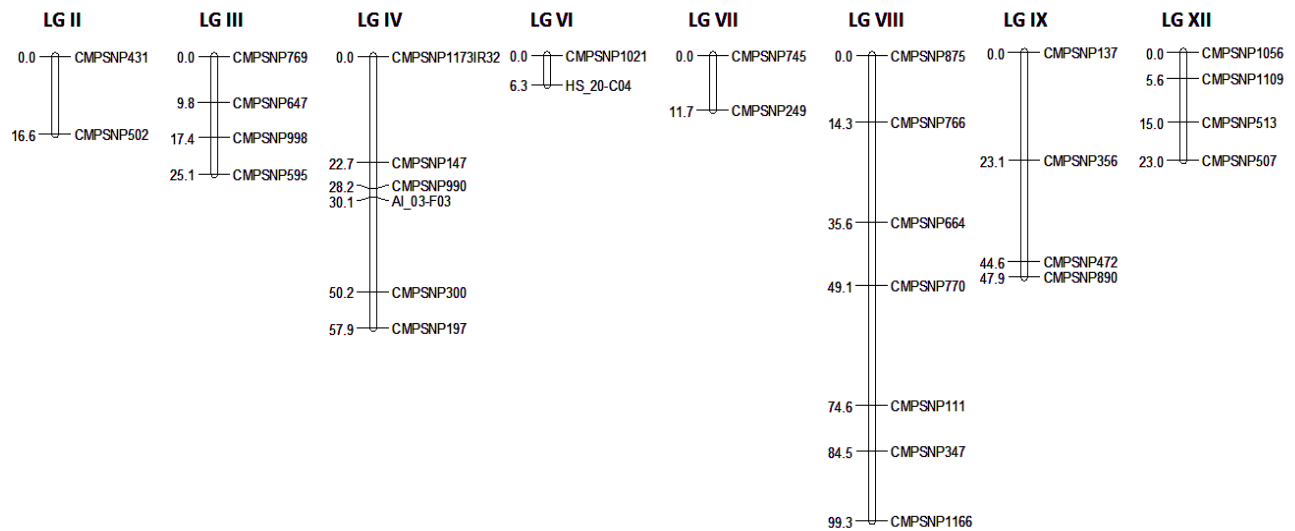 LG II
0.0 CMPSNP431
16.6 CMPSNP502
LG III
0.0 CMPSNP769
9.8 CMPSNP647
17.4 CMPSNP998
25.1 CMPSNP595
LG IV
0.0 CMPSNP1173IR32
22.7 CMPSNP147
28.2 CMPSNP990
30.1 AI_03-F03
50.2 CMPSNP300
57.9 CMPSNP197
LG VI
0.0 CMPSNP1021
6.3 HS_20-C04
LG VII
0.0 CMPSNP745
11.7 CMPSNP249
LG VIII
0.0 CMPSNP875
14.3 CMPSNP766
35.6 CMPSNP664
49.1 CMPSNP770
74.6 CMPSNP111
84.5 CMPSNP347
99.3 CMPSNP1166
LG IX
0.0 CMPSNP137
23.1 CMPSNP356
44.6 CMPSNP472
47.9 CMPSNP890
LG XII
0.0 CMPSNP1056
5.6 CMPSNP1109
15.0 CMPSNP513
23.0 CMPSNP507